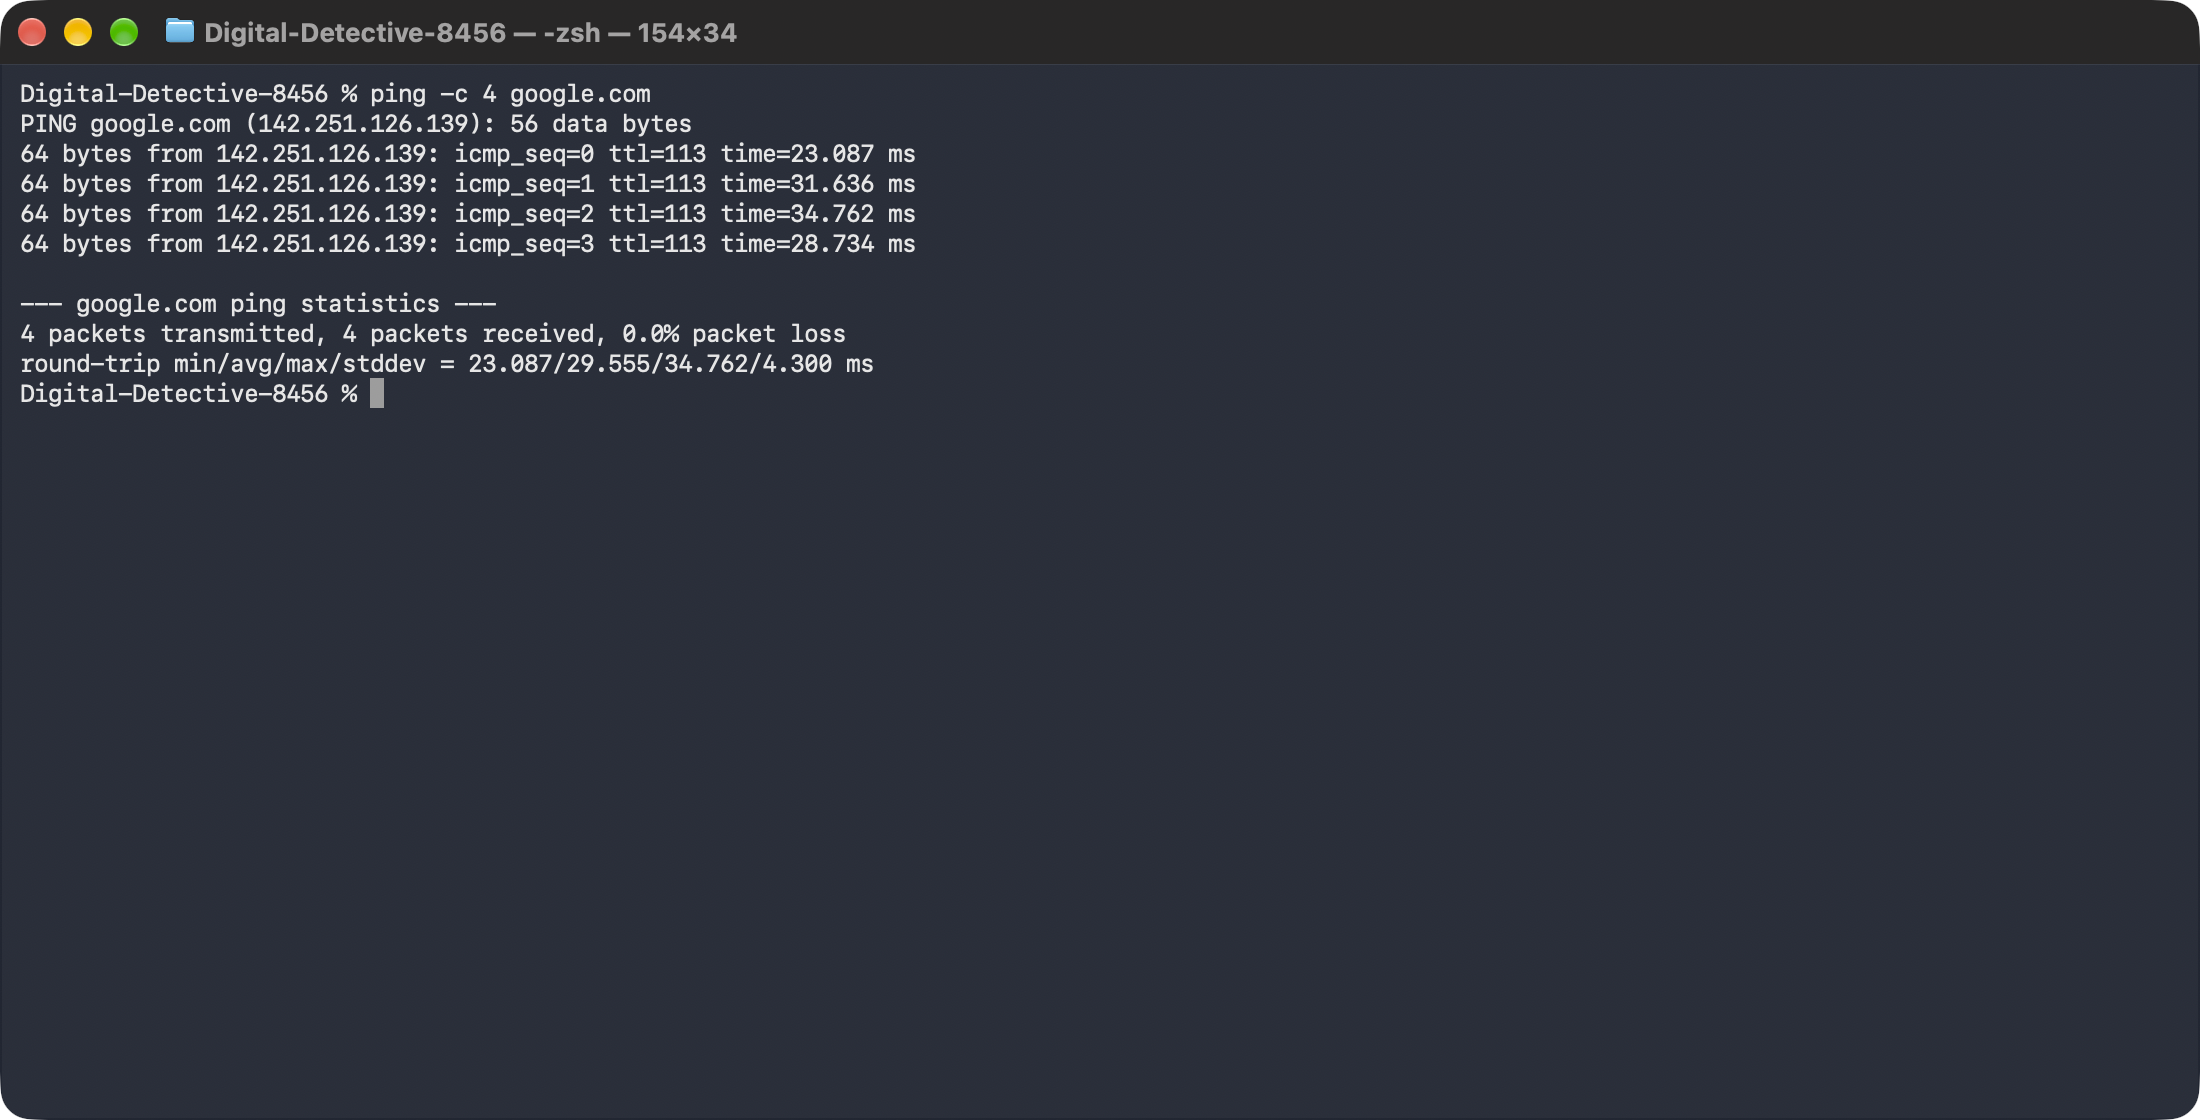 Digital-Detective-8456 — -zsh — 154×34
Digital-Detective-8456 % ping -c 4 google.com
PING google.com (142.251.126.139): 56 data bytes
64 bytes from 142.251.126.139: icmp_seq=0 ttl=113 time=23.087 ms
64 bytes from 142.251.126.139: icmp_seq=1 ttl=113 time=31.636 ms
64 bytes from 142.251.126.139: icmp_seq=2 ttl=113 time=34.762 ms
64 bytes from 142.251.126.139: icmp_seq=3 ttl=113 time=28.734 ms

--- google.com ping statistics ---
4 packets transmitted, 4 packets received, 0.0% packet loss
round-trip min/avg/max/stddev = 23.087/29.555/34.762/4.300 ms
Digital-Detective-8456 %